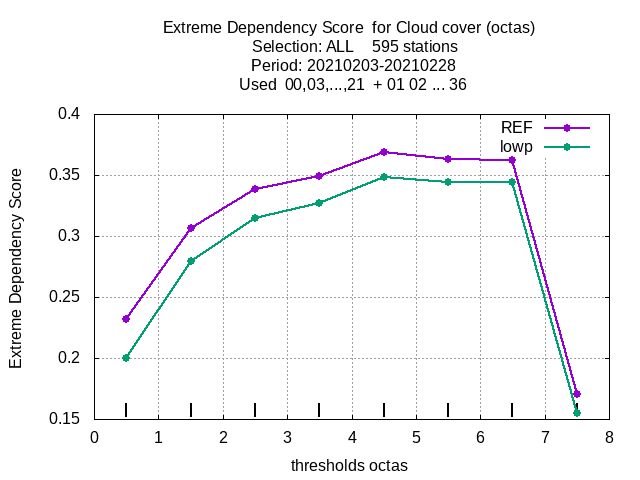 Extreme Dependency Score  for Cloud cover (octas)
Selection: ALL    595 stations
Period: 20210203-20210228
Used  00,03,...,21  + 01 02 ... 36
REF
lowp
Extreme Dependency Score
0.4
0.35
0.3
0.25
0.2
0.15
0 1 2 3 4 5 6 7 8
thresholds octas